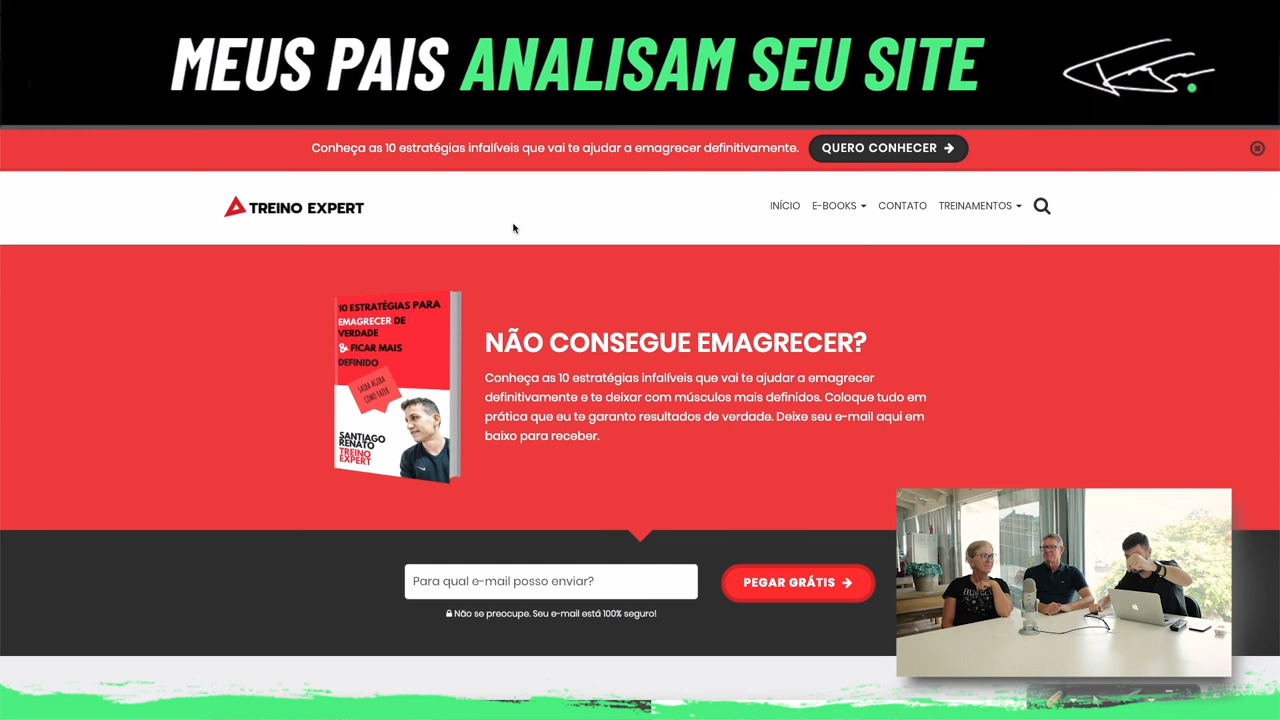 MEUS PAIS ANALISAM SEU SITE
Conheça as 10 estratégias infalíveis que vai te ajudar a emagrecer definitivamente.
QUERO CONHECER
TREINO EXPERT
INÍCIO E-BOOKS CONTATO TREINAMENTOS
10 ESTRATÉGIAS PARA
EMAGRECER DE
VERDADE
& FICAR MAIS
DEFINIDO
SAIBA AGORA
COMO FAZER
SANTIAGO
RENATO
TREINO
EXPERT
NÃO CONSEGUE EMAGRECER?
Conheça as 10 estratégias infalíveis que vai te ajudar a emagrecer
definitivamente e te deixar com músculos mais definidos. Coloque tudo em
prática que eu te garanto resultados de verdade. Deixe seu e-mail aqui em
baixo para receber.
Para qual e-mail posso enviar?
PEGAR GRÁTIS
Não se preocupe. Seu e-mail está 100% seguro!